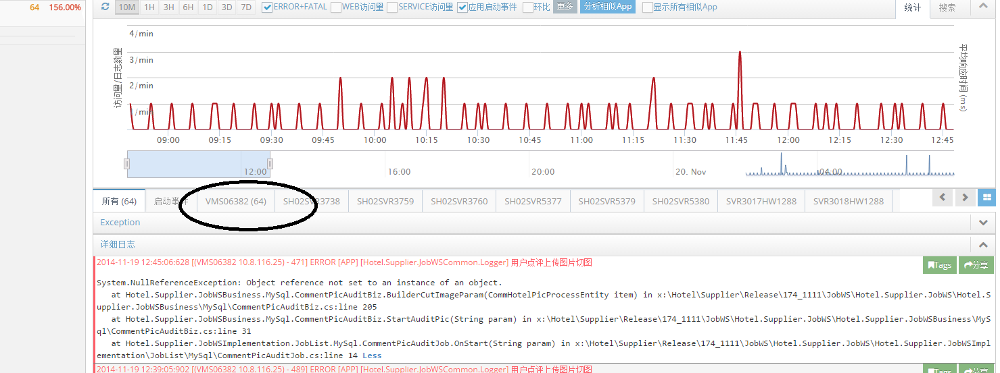 64 156.00%
10M 1H 3H 6H 1D 3D 7D ERROR+FATAL WEB访问量 SERVICE访问量 应用启动事件 环比 更多 分析相似App 显示所有相似App 统计 搜索
4/min
3/min
2/min
/min
访问量/日志数量
平均响应时间(ms)
09:00 09:15 09:30 09:45 10:00 10:15 10:30 10:45 11:00 11:15 11:30 11:45 12:00 12:15 12:30 12:45
12:00 16:00 20:00 20. Nov 04:00
所有 (64) 启动事件 VMS06382 (64) SH02SVR3738 SH02SVR3759 SH02SVR3760 SH02SVR5377 SH02SVR5379 SH02SVR5380 SVR3017HW1288 SVR3018HW1288
Exception
详细日志
2014-11-19 12:45:06:628 [(VMS06382 10.8.116.25) - 471] ERROR [APP] [Hotel.Supplier.JobWSCommon.Logger] 用户点评上传图片切图 Tags 分享
System.NullReferenceException: Object reference not set to an instance of an object.
at Hotel.Supplier.JobWSBusiness.MySql.CommentPicAuditBiz.BuilderCutImageParam(CommHotelPicProcessEntity item) in x:\Hotel\Supplier\Release\174_1111\JobWS\Hotel.Supplier.JobWS\Hotel.S
upplier.JobWSBusiness\MySql\CommentPicAuditBiz.cs:line 205
at Hotel.Supplier.JobWSBusiness.MySql.CommentPicAuditBiz.StartAuditPic(String param) in x:\Hotel\Supplier\Release\174_1111\JobWS\Hotel.Supplier.JobWS\Hotel.Supplier.JobWSBusiness\MyS
ql\CommentPicAuditBiz.cs:line 31
at Hotel.Supplier.JobWSImplementation.JobList.MySql.CommentPicAuditJob.OnStart(String param) in x:\Hotel\Supplier\Release\174_1111\JobWS\Hotel.Supplier.JobWS\Hotel.Supplier.JobWSImpl
ementation\JobList\MySql\CommentPicAuditJob.cs:line 14 Less
2014-11-19 12:39:05:902 [(VMS06382 10.8.116.25) - 489] ERROR [APP] [Hotel.Supplier.JobWSCommon.Logger] 用户点评上传图片切图 Tags 分享